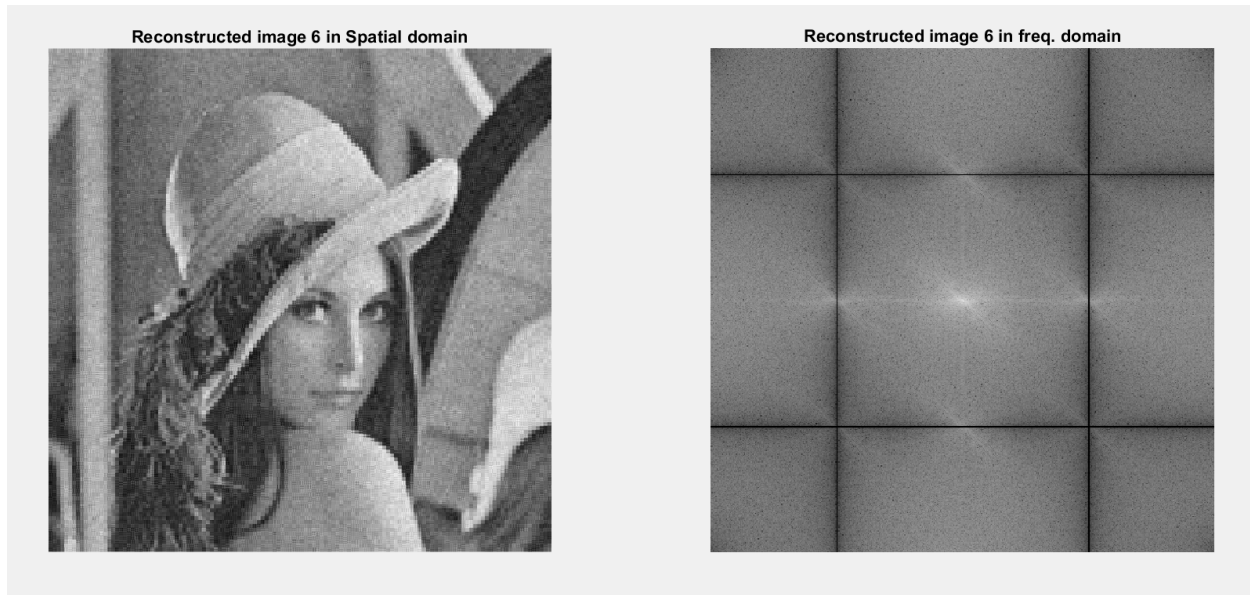 Reconstructed image 6 in Spatial domain
Reconstructed image 6 in freq. domain